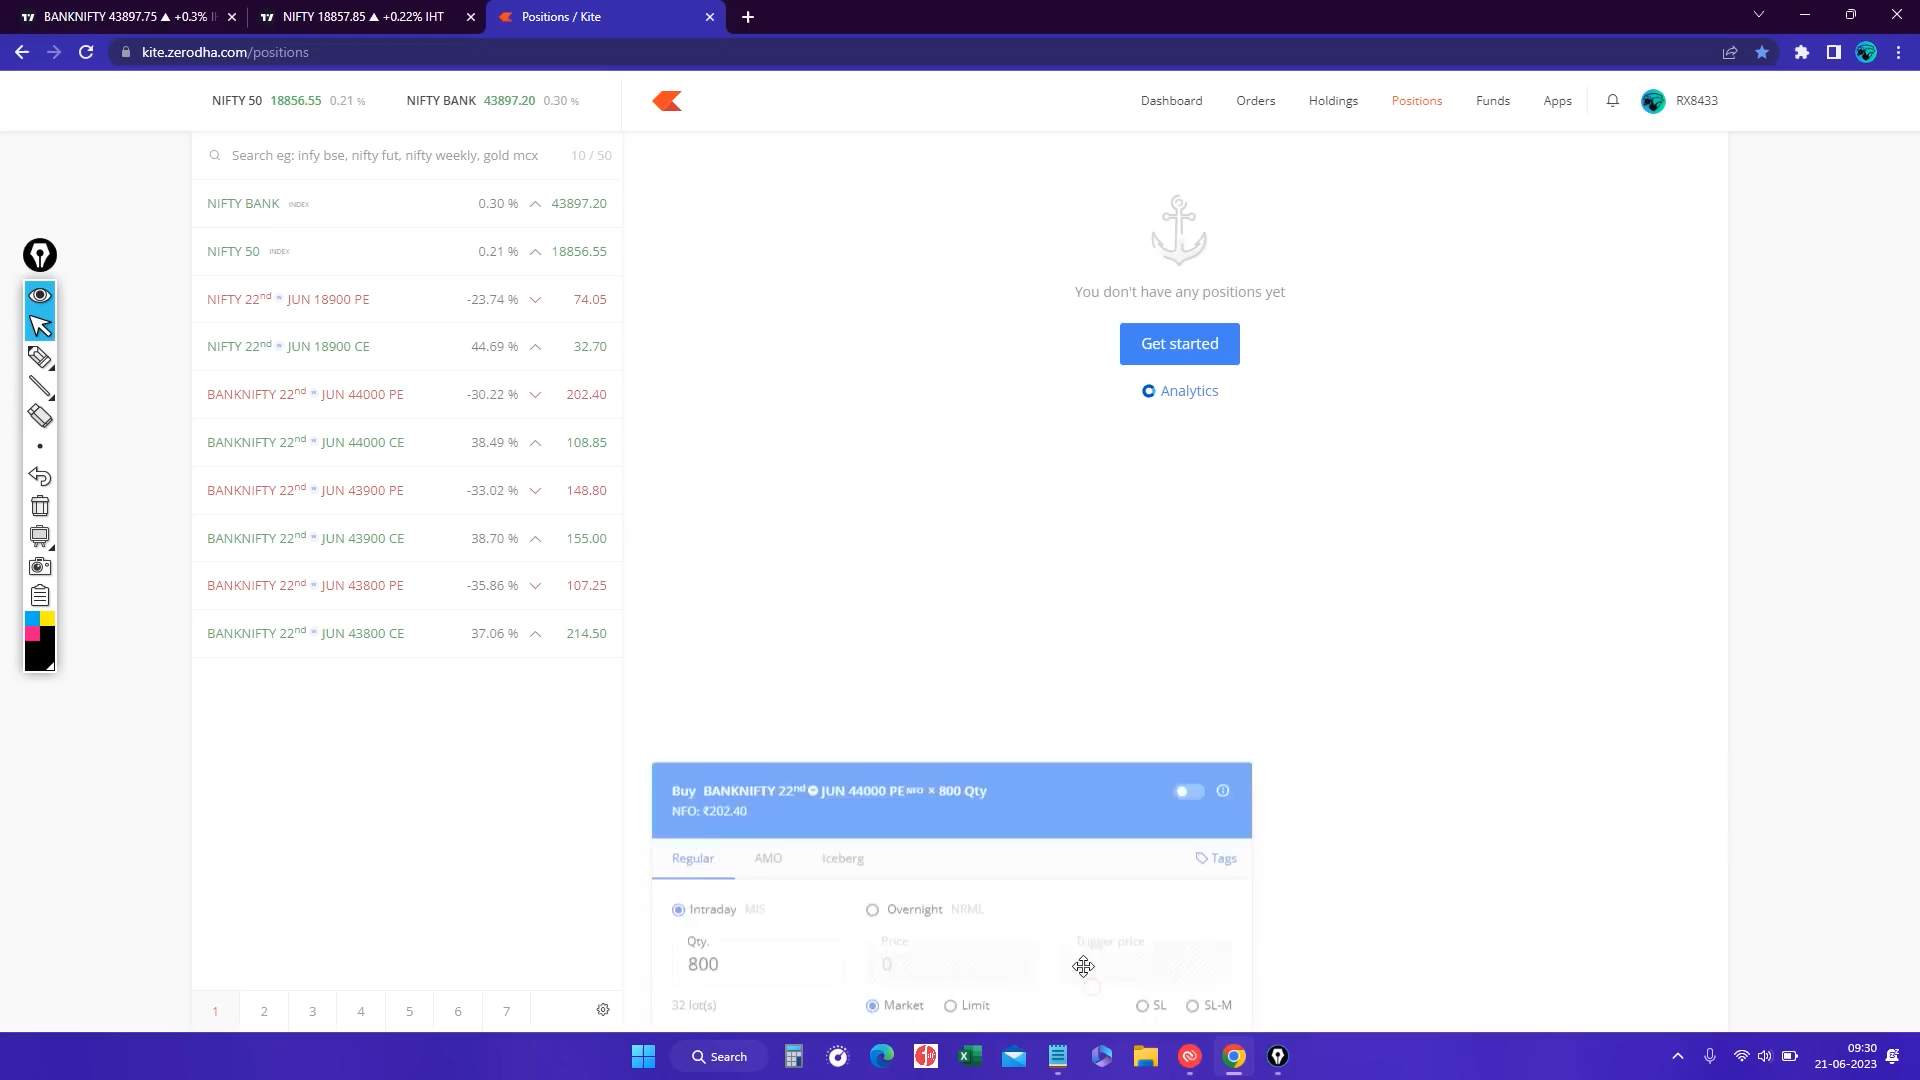 BANKNIFTY 43897.75 ▲ +0.3%
NIFTY 18857.85 ▲ +0.22% IHT
Positions / Kite
kite.zerodha.com/positions
NIFTY 50 18856.55 0.21 %
NIFTY BANK 43897.20 0.30 %
Dashboard
Orders
Holdings
Positions
Funds
Apps
RX8433
Search eg: infy bse, nifty fut, nifty weekly, gold mcx
10 / 50
NIFTY BANK INDEX 0.30 % 43897.20
NIFTY 50 INDEX 0.21 % 18856.55
NIFTY 22nd w JUN 18900 PE -23.74 % 74.05
NIFTY 22nd w JUN 18900 CE 44.69 % 32.70
BANKNIFTY 22nd w JUN 44000 PE -30.22 % 202.40
BANKNIFTY 22nd w JUN 44000 CE 38.49 % 108.85
BANKNIFTY 22nd w JUN 43900 PE -33.02 % 148.80
BANKNIFTY 22nd w JUN 43900 CE 38.70 % 155.00
BANKNIFTY 22nd w JUN 43800 PE -35.86 % 107.25
BANKNIFTY 22nd w JUN 43800 CE 37.06 % 214.50
1 2 3 4 5 6 7
You don't have any positions yet
Get started
Analytics
Buy BANKNIFTY 22nd w JUN 44000 PE NFO × 800 Qty
NFO: ₹202.40
Regular AMO Iceberg Tags
Intraday MIS Overnight NRML
Qty. Price Trigger price
800 0
32 lot(s) Market Limit SL SL-M
Search
09:30
21-06-2023